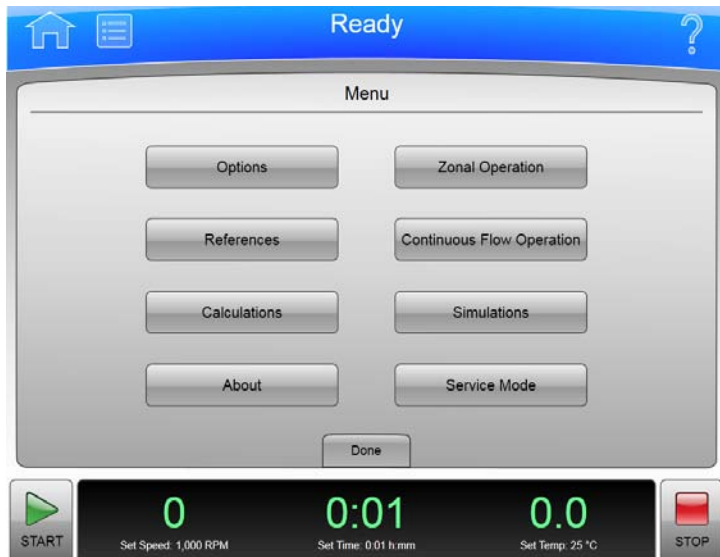 Ready
Menu
Options
Zonal Operation
References
Continuous Flow Operation
Calculations
Simulations
About
Service Mode
Done
START
0
Set Speed: 1,000 RPM
0:01
Set Time: 0:01 h:mm
0.0
Set Temp: 25 °C
STOP